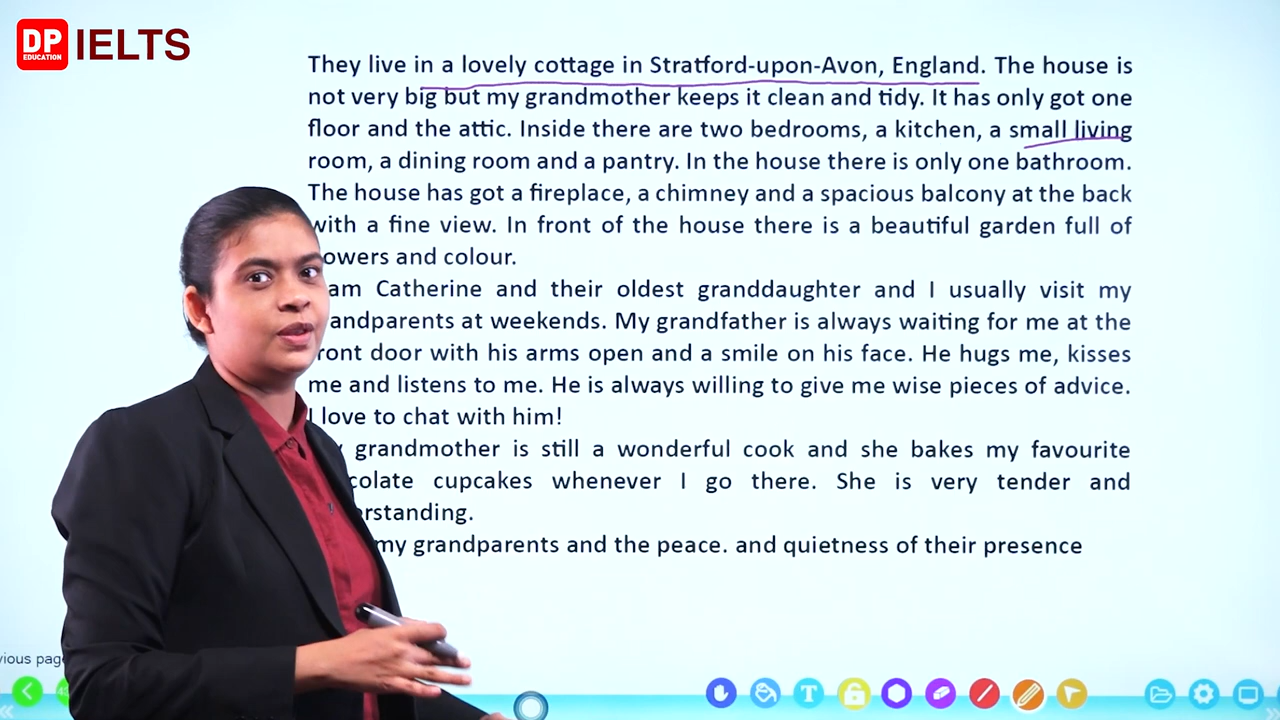 DP
EDUCATION
IELTS
They live in a lovely cottage in Stratford-upon-Avon, England. The house is
not very big but my grandmother keeps it clean and tidy. It has only got one
floor and the attic. Inside there are two bedrooms, a kitchen, a small living
room, a dining room and a pantry. In the house there is only one bathroom.
The house has got a fireplace, a chimney and a spacious balcony at the back
with a fine view. In front of the house there is a beautiful garden full of
and colour.
am Catherine and their oldest granddaughter and I usually visit my
at weekends. My grandfather is always waiting for me at the
front door with his arms open and a smile on his face. He hugs me, kisses
me and listens to me. He is always willing to give me wise pieces of advice.
I love to chat with him!
grandmother is still a wonderful cook and she bakes my favourite
cupcakes whenever I go there. She is very tender and
my grandparents and the peace. and quietness of their presence
T